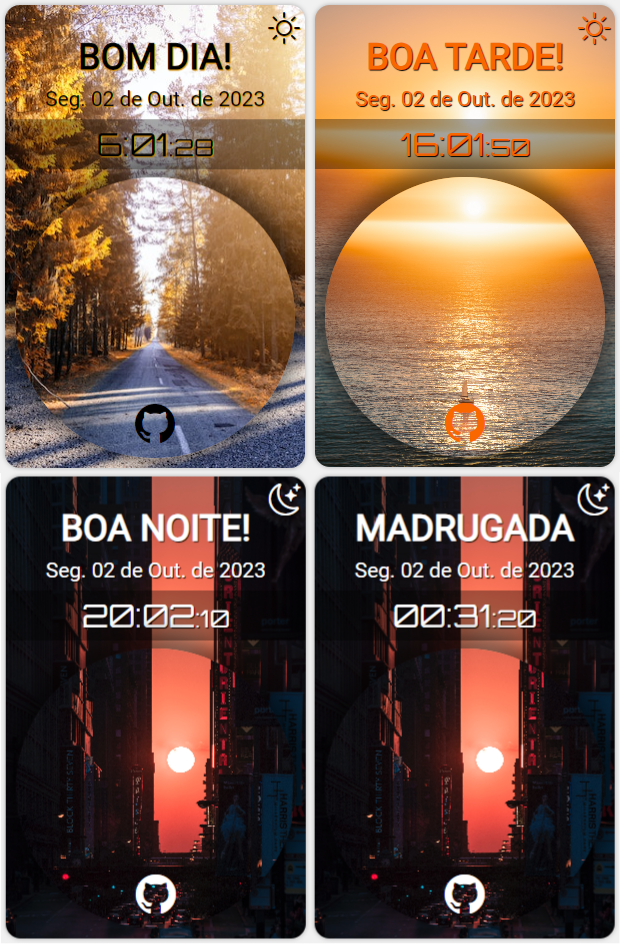 BOM DIA!
Seg. 02 de Out. de 2023
6:01:28
BOA TARDE!
Seg. 02 de Out. de 2023
16:01:50
BOA NOITE!
Seg. 02 de Out. de 2023
20:02:10
MADRUGADA
Seg. 02 de Out. de 2023
00:31:20